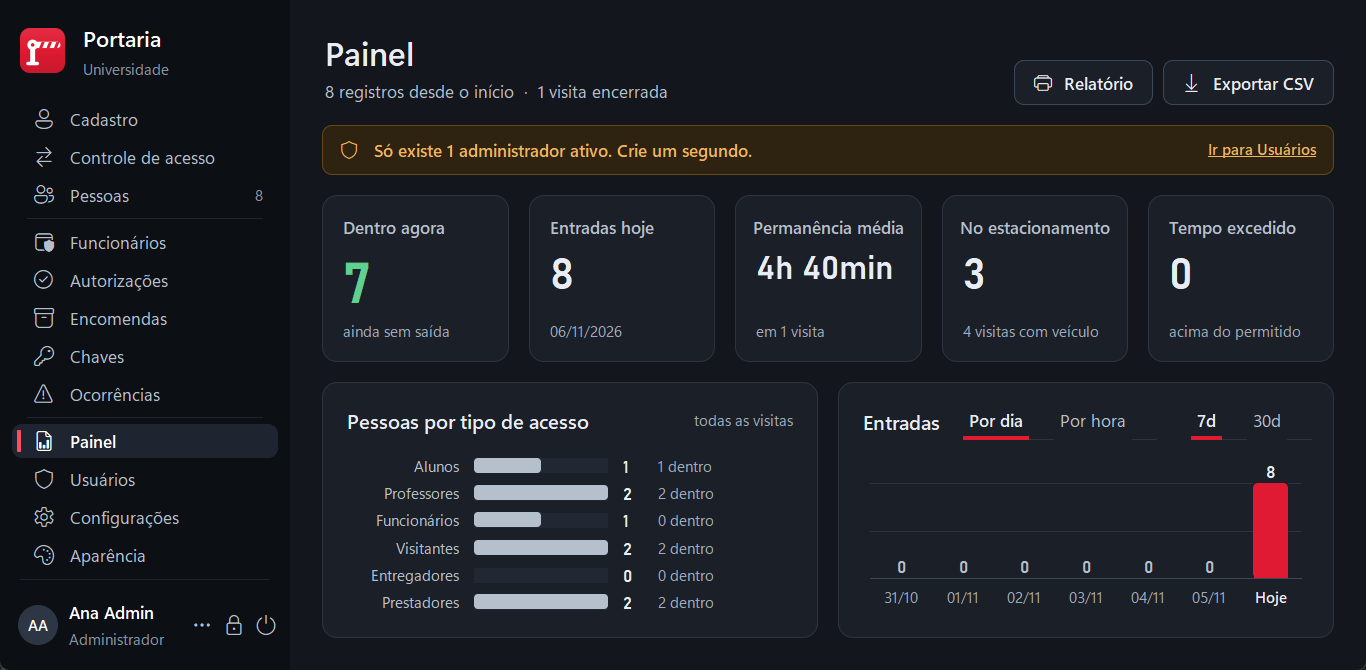 Portaria
Universidade
Cadastro
Controle de acesso
Pessoas 8
Funcionários
Autorizações
Encomendas
Chaves
Ocorrências
Painel
Usuários
Configurações
Aparência
AA
Ana Admin
Administrador
Painel
8 registros desde o início · 1 visita encerrada
Relatório
Exportar CSV
Só existe 1 administrador ativo. Crie um segundo. Ir para Usuários
Dentro agora
7
ainda sem saída
Entradas hoje
8
06/11/2026
Permanência média
4h 40min
em 1 visita
No estacionamento
3
4 visitas com veículo
Tempo excedido
0
acima do permitido
Pessoas por tipo de acesso todas as visitas
Alunos 1 1 dentro
Professores 2 2 dentro
Funcionários 1 0 dentro
Visitantes 2 2 dentro
Entregadores 0 0 dentro
Prestadores 2 2 dentro
Entradas Por dia Por hora 7d 30d
8
0 0 0 0 0 0
31/10 01/11 02/11 03/11 04/11 05/11 Hoje